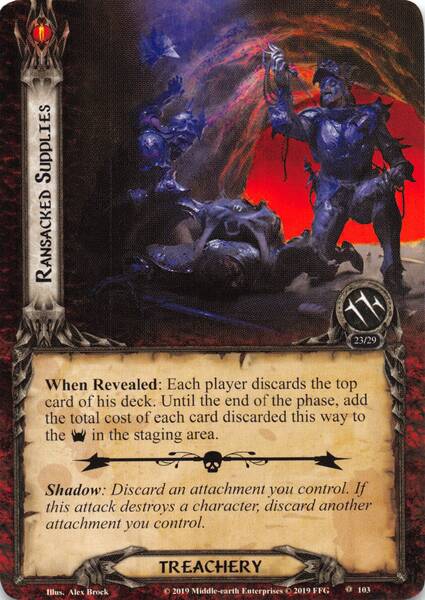 Ransacked Supplies
23/29
When Revealed: Each player discards the top
card of his deck. Until the end of the phase, add
the total cost of each card discarded this way to
the in the staging area.
Shadow: Discard an attachment you control. If
this attack destroys a character, discard another
attachment you control.
TREACHERY
Illus. Alex Brock © 2019 Middle-earth Enterprises © 2019 FFG 103